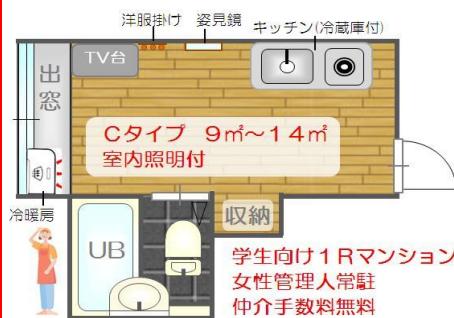 洋服掛け 姿見鏡 キッチン(冷蔵庫付)
TV台
出窓
Cタイプ 9㎡～14㎡
室内照明付
冷暖房
UB
収納
学生向け1Rマンション
女性管理人常駐
仲介手数料無料